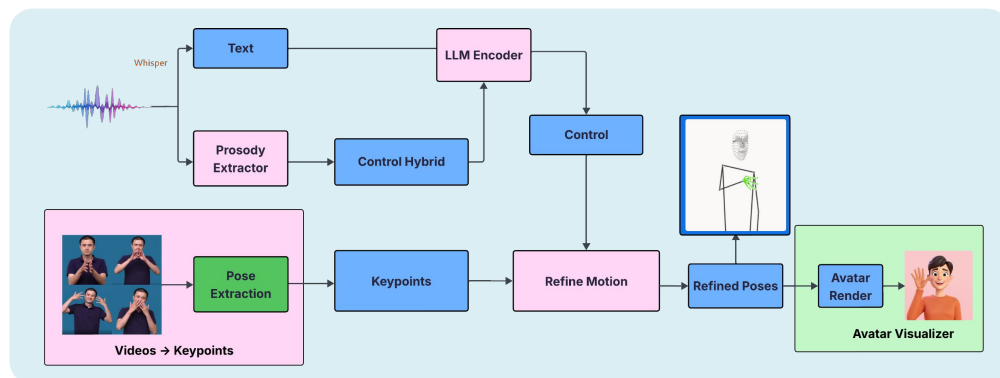 Whisper
Text
LLM Encoder
Prosody
Extractor
Control Hybrid
Control
Pose
Extraction
Keypoints
Refine Motion
Refined Poses
Avatar
Render
Videos → Keypoints
Avatar Visualizer